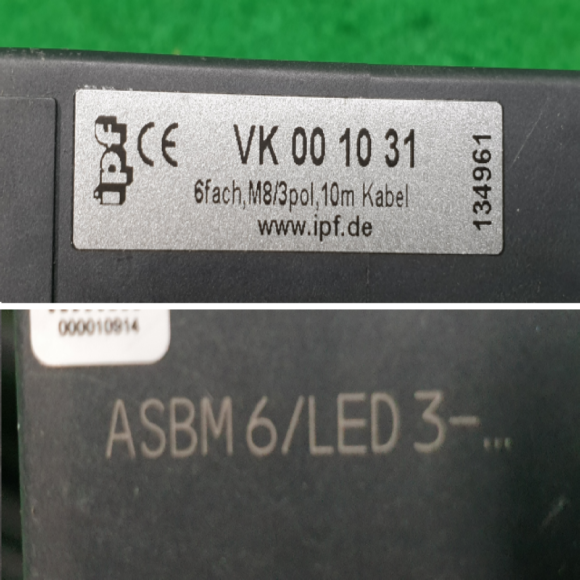 ipf CE VK 00 10 31
6fach,M8/3pol,10m Kabel
www.ipf.de
134961
000010914
ASBM 6/LED 3-...